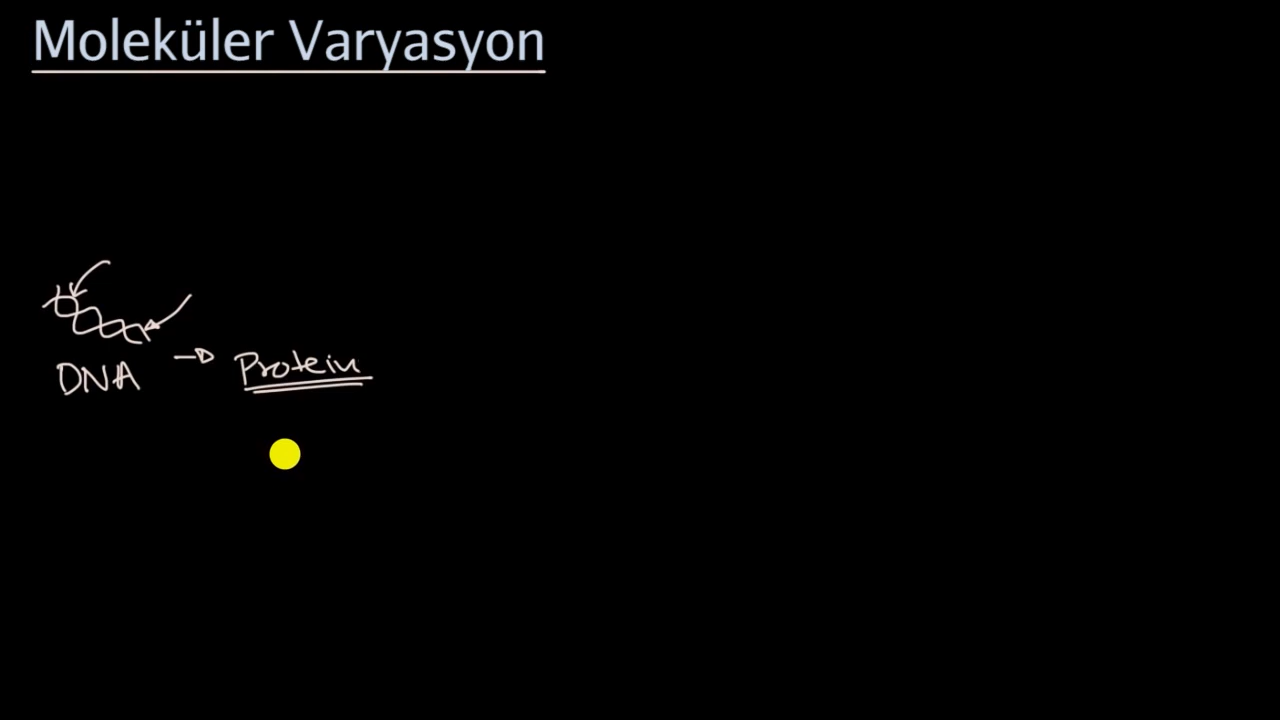 Moleküler Varyasyon
DNA → Protein